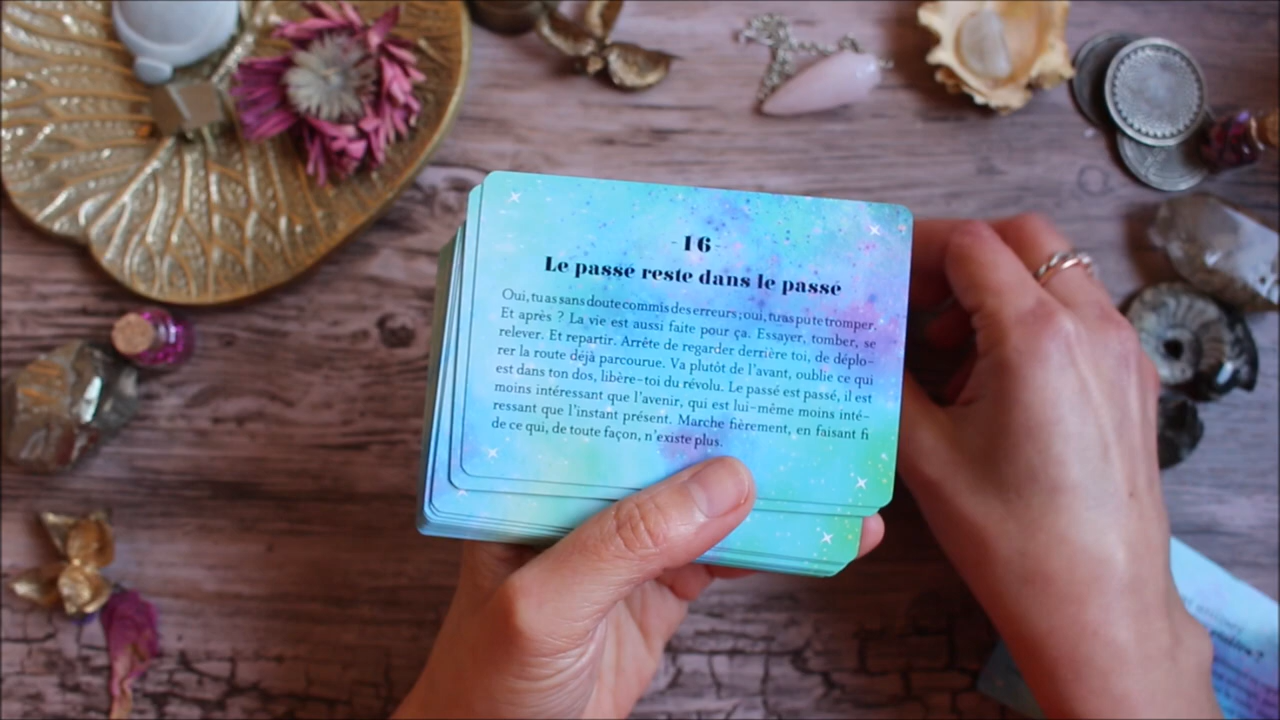 - 16 -
Le passé reste dans le passé
Oui, tu as sans doute commis des erreurs ; oui, tu as pu te tromper.
Et après ? La vie est aussi faite pour ça. Essayer, tomber, se
relever. Et repartir. Arrête de regarder derrière toi, de déplo-
rer la route déjà parcourue. Va plutôt de l'avant, oublie ce qui
est dans ton dos, libère-toi du révolu. Le passé est passé, il est
moins intéressant que l'avenir, qui est lui-même moins inté-
ressant que l'instant présent. Marche fièrement, en faisant fi
de ce qui, de toute façon, n'existe plus.